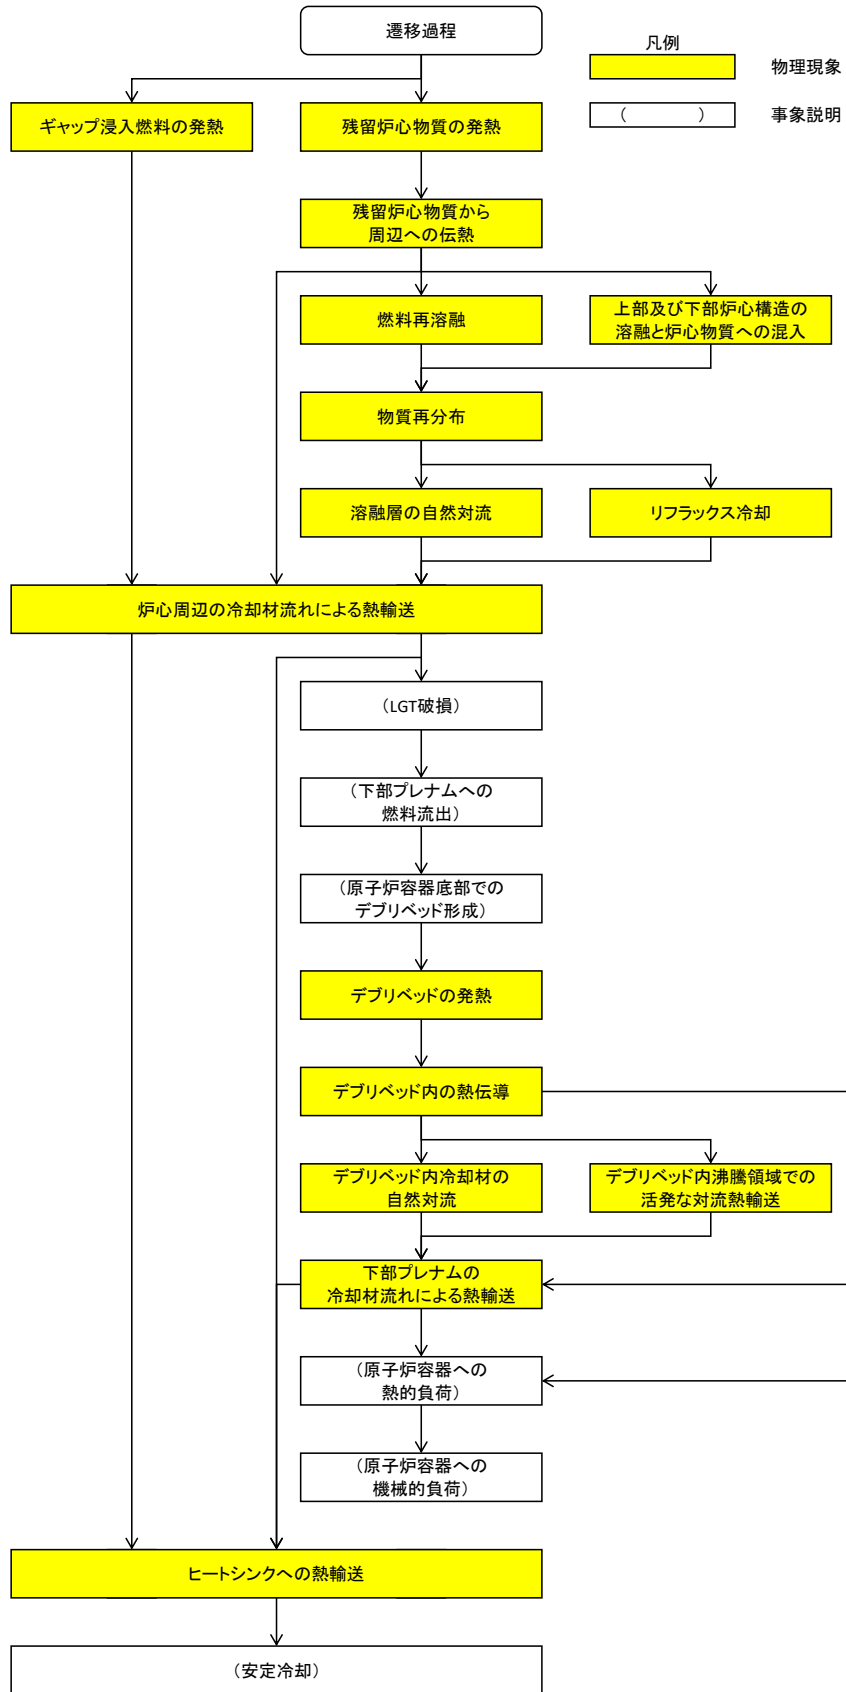 遷移過程
凡例
物理現象
(　　　　)
事象説明
ギャップ浸入燃料の発熱
残留炉心物質の発熱
残留炉心物質から
周辺への伝熱
燃料再溶融
上部及び下部炉心構造の
溶融と炉心物質への混入
物質再分布
溶融層の自然対流
リフラックス冷却
炉心周辺の冷却材流れによる熱輸送
(LGT破損)
(下部プレナムへの
燃料流出)
(原子炉容器底部での
デブリベッド形成)
デブリベッドの発熱
デブリベッド内の熱伝導
デブリベッド内冷却材の
自然対流
デブリベッド内沸騰領域での
活発な対流熱輸送
下部プレナムの
冷却材流れによる熱輸送
(原子炉容器への
熱的負荷)
(原子炉容器への
機械的負荷)
ヒートシンクへの熱輸送
(安定冷却)